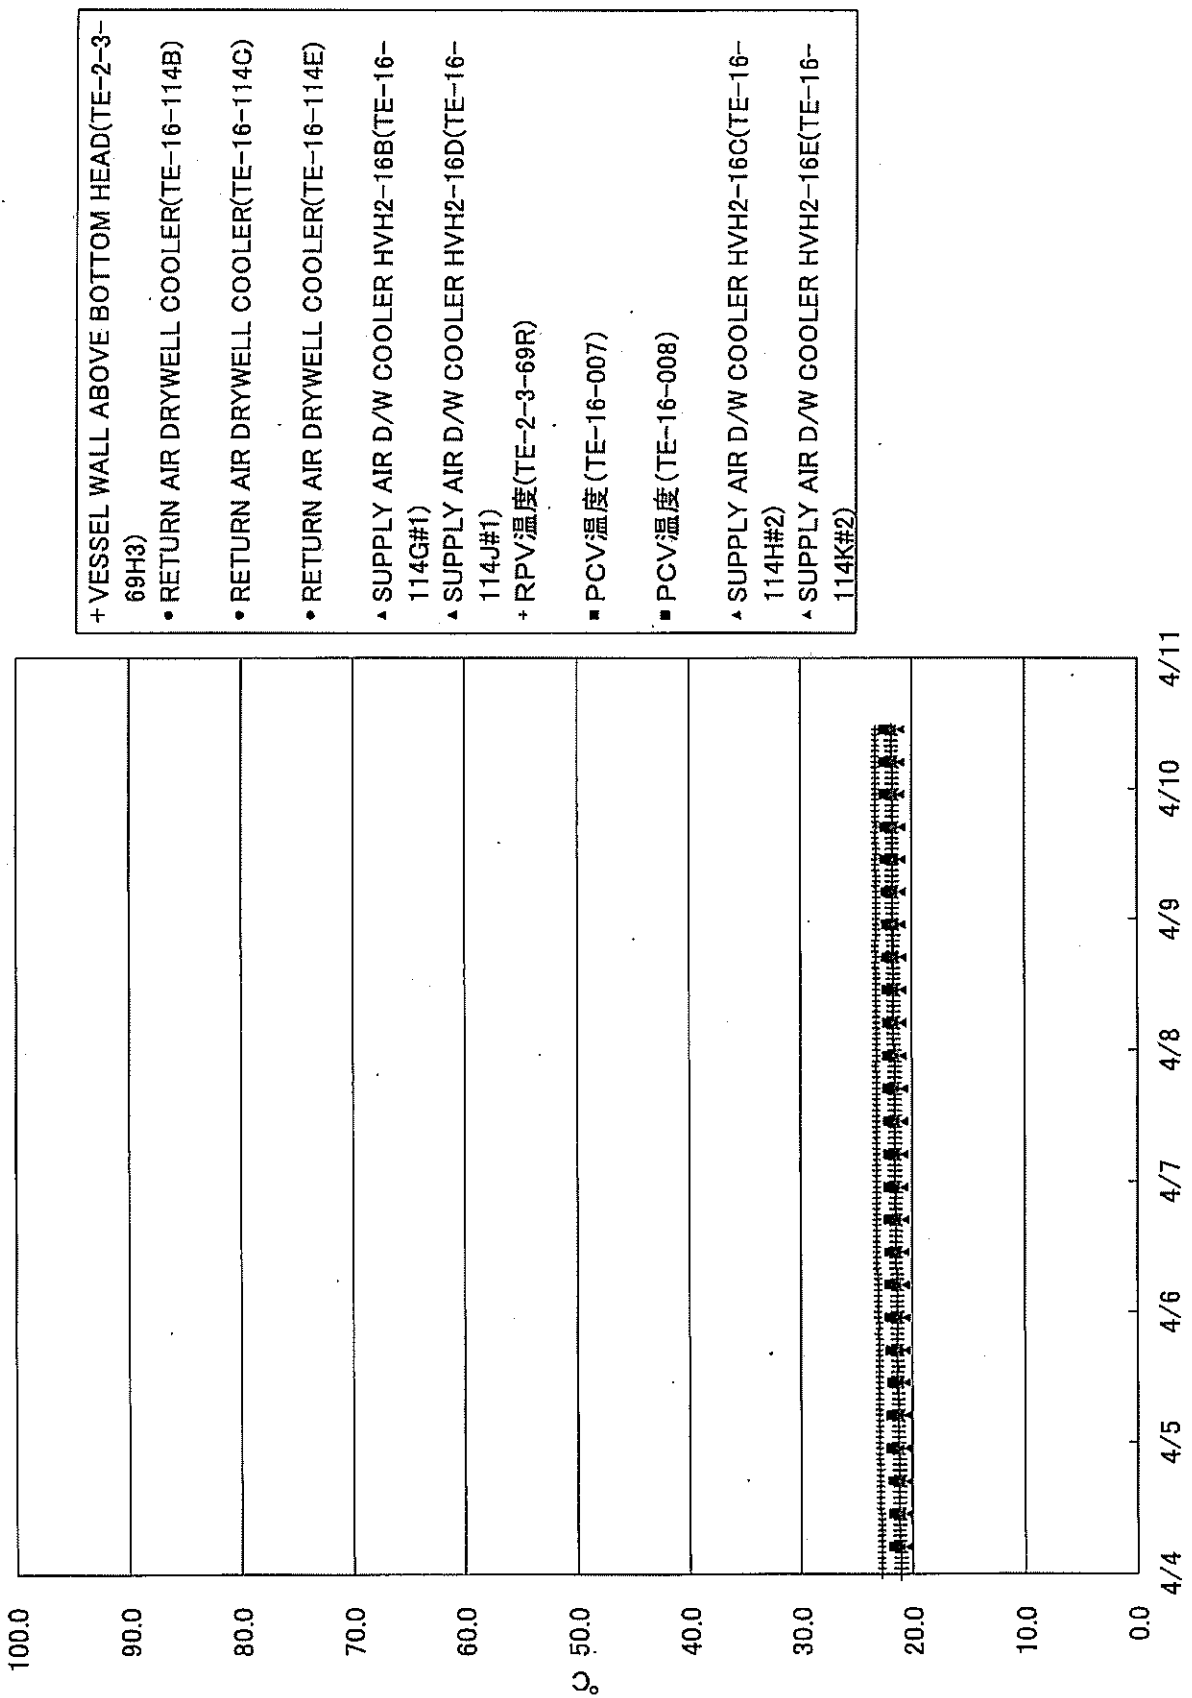 100.0
90.0
80.0
70.0
60.0
50.0
40.0
30.0
20.0
10.0
0.0
℃
4/4
4/5
4/6
4/7
4/8
4/9
4/10
4/11
+VESSEL WALL ABOVE BOTTOM HEAD(TE-2-3-
69H3)
•RETURN AIR DRYWELL COOLER(TE-16-114B)
•RETURN AIR DRYWELL COOLER(TE-16-114C)
•RETURN AIR DRYWELL COOLER(TE-16-114E)
▲SUPPLY AIR D/W COOLER HVH2-16B(TE-16-
114G#1)
▲SUPPLY AIR D/W COOLER HVH2-16D(TE-16-
114J#1)
+RPV温度(TE-2-3-69R)
■PCV温度(TE-16-007)
■PCV温度(TE-16-008)
▲SUPPLY AIR D/W COOLER HVH2-16C(TE-16-
114H#2)
▲SUPPLY AIR D/W COOLER HVH2-16E(TE-16-
114K#2)